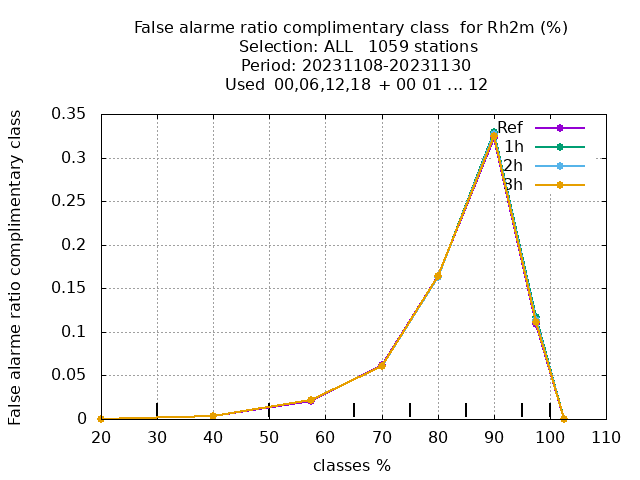 False alarme ratio complimentary class  for Rh2m (%)
Selection: ALL   1059 stations
Period: 20231108-20231130
Used  00,06,12,18  + 00 01 ... 12
False alarme ratio complimentary class
0.35
0.3
0.25
0.2
0.15
0.1
0.05
0
Ref
1h
2h
3h
20 30 40 50 60 70 80 90 100 110
classes %